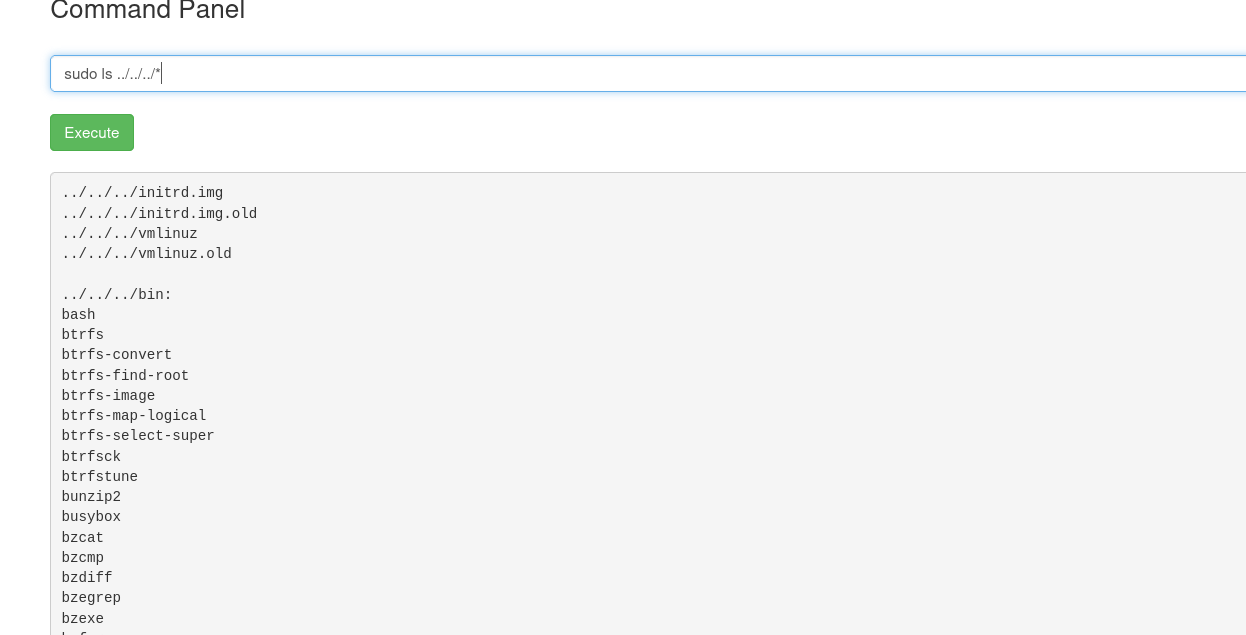 Command Panel
sudo ls ../../../*
Execute
../../../initrd.img
../../../initrd.img.old
../../../vmlinuz
../../../vmlinuz.old
../../../bin:
bash
btrfs
btrfs-convert
btrfs-find-root
btrfs-image
btrfs-map-logical
btrfs-select-super
btrfsck
btrfstune
bunzip2
busybox
bzcat
bzcmp
bzdiff
bzegrep
bzexe